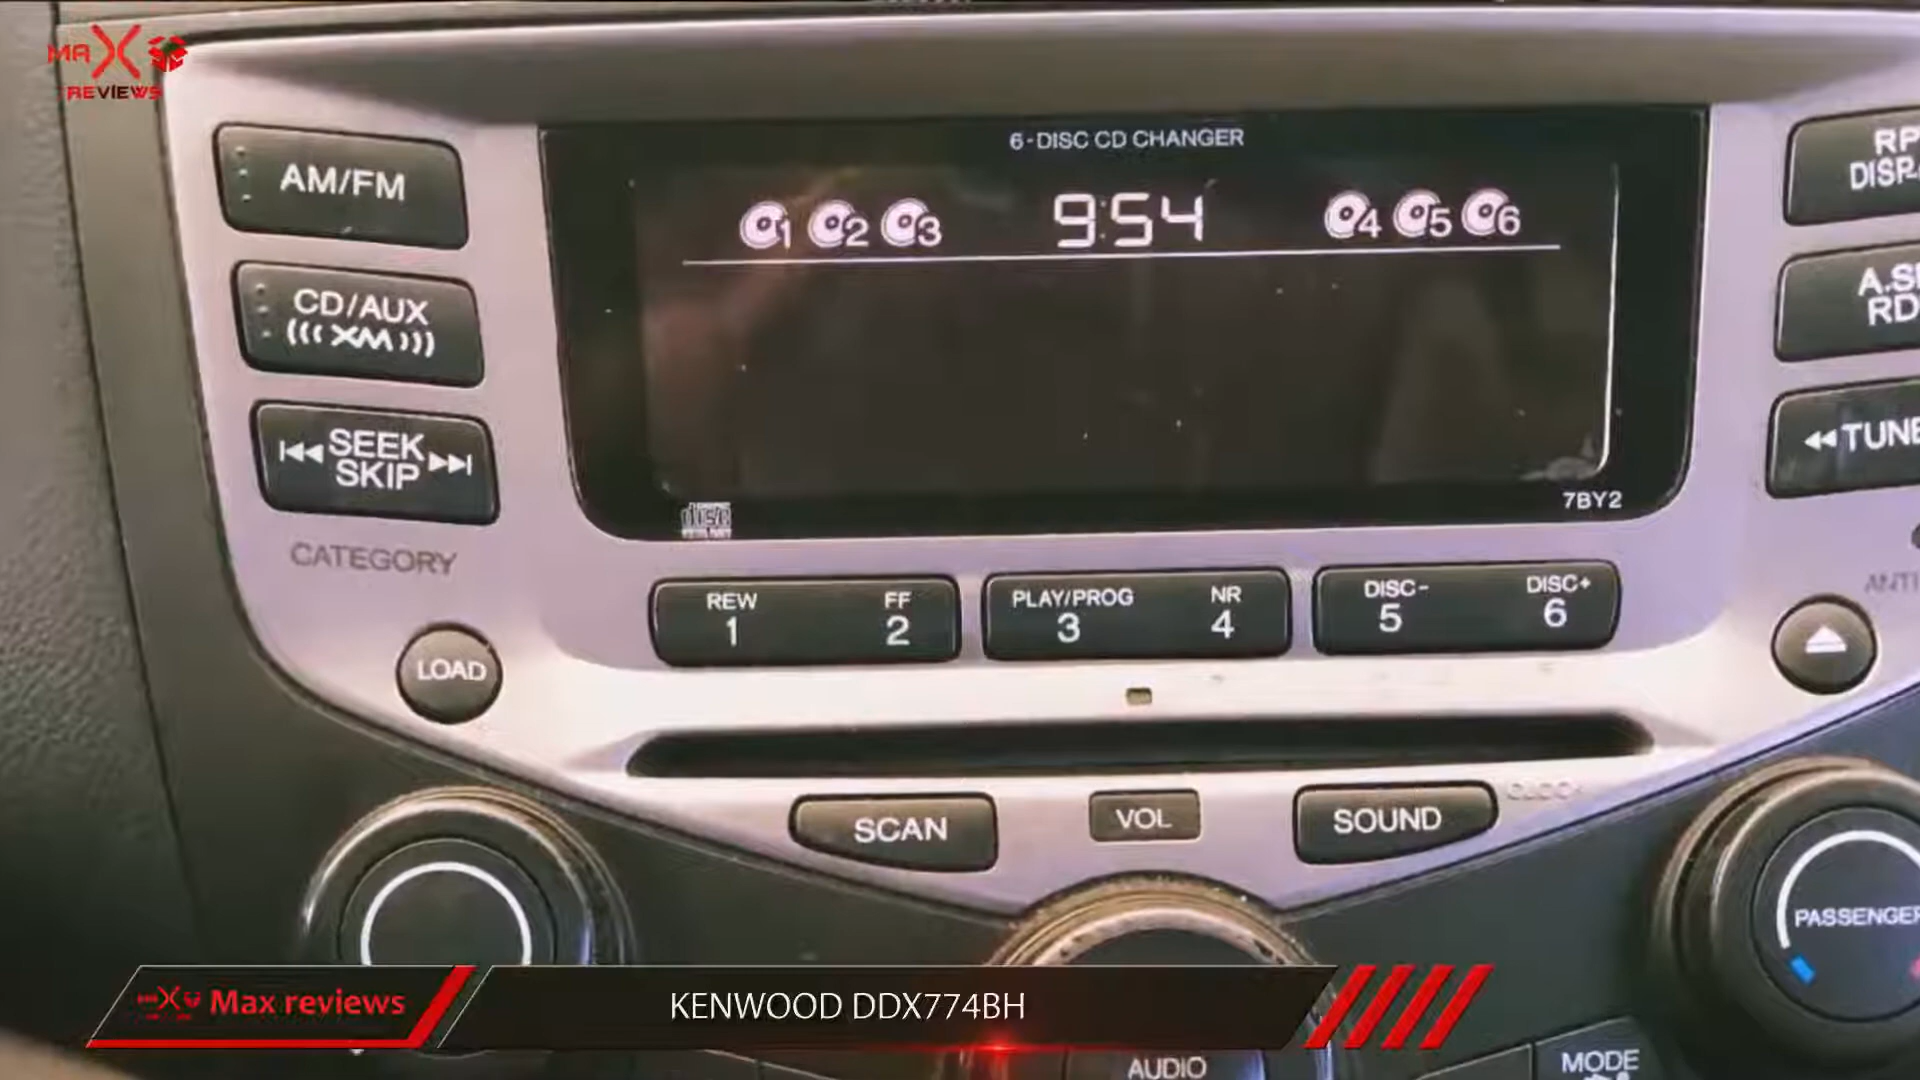 MAX
REVIEWS
6-DISC CD CHANGER
AM/FM
1 2 3 9:54 4 5 6
CD/AUX
((( XM )))
SEEK
SKIP
TUNE
7BY2
disc
CATEGORY
REW
1
FF
2
PLAY/PROG
3
NR
4
DISC-
5
DISC+
6
LOAD
SCAN
VOL
SOUND
PASSENGER
Max reviews
KENWOOD DDX774BH
AUDIO
MODE